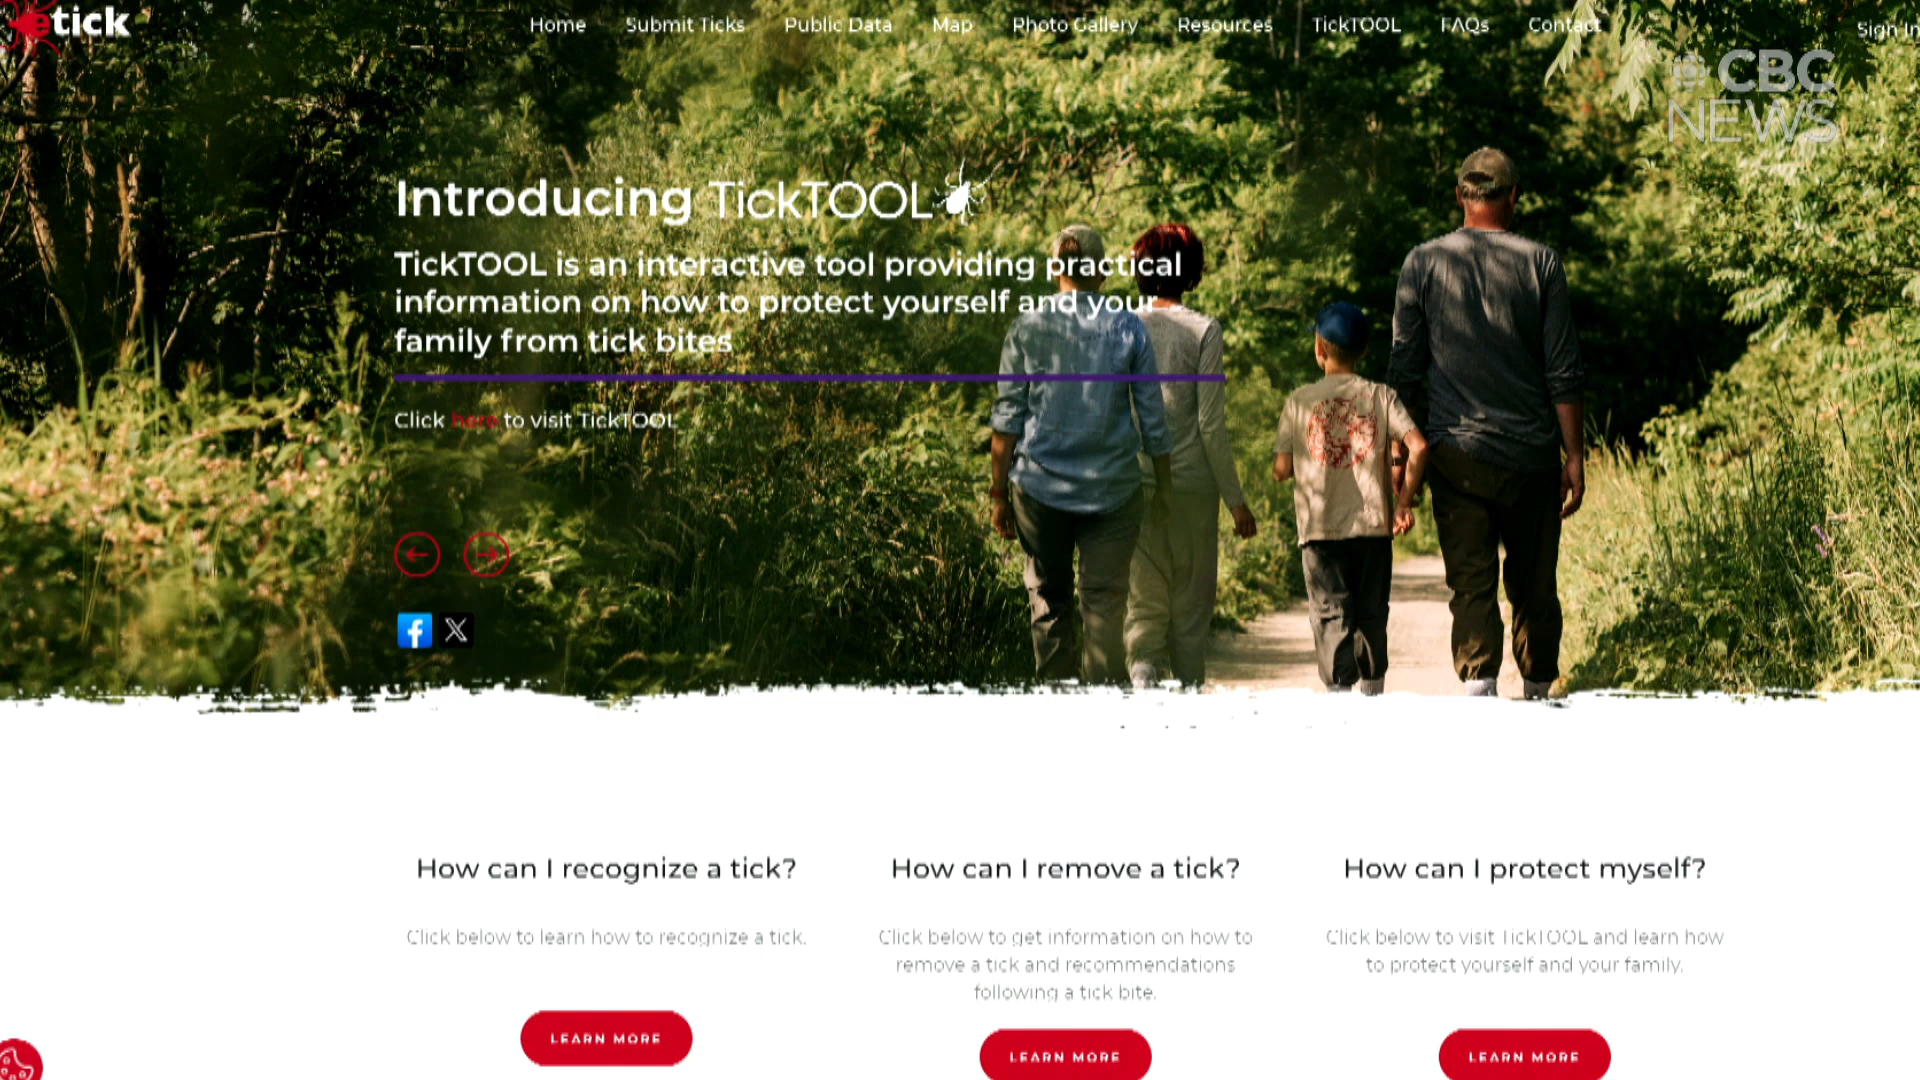 etick
Home Submit Ticks Public Data Map Photo Gallery Resources TickTOOL FAQs Contact Sign In
CBC
NEWS
Introducing TickTOOL
TickTOOL is an interactive tool providing practical
information on how to protect yourself and your
family from tick bites
Click here to visit TickTOOL
How can I recognize a tick?
Click below to learn how to recognize a tick.
LEARN MORE
How can I remove a tick?
Click below to get information on how to
remove a tick and recommendations
following a tick bite.
LEARN MORE
How can I protect myself?
Click below to visit TickTOOL and learn how
to protect yourself and your family.
LEARN MORE